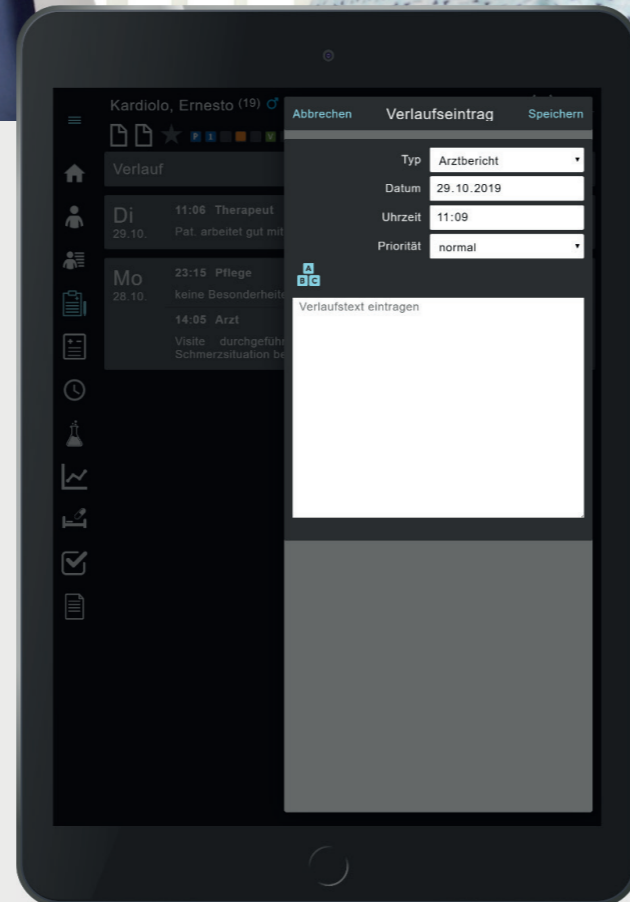 Kardiolo, Ernesto (19)
Abbrechen Verlaufseintrag Speichern
P
Verlauf
Typ Arztbericht
Datum 29.10.2019
Uhrzeit 11:09
Priorität normal
A
B C
Verlaufstext eintragen
Di 11:06 Therapeut
29.10. Pat. arbeitet gut mit
Mo 23:15 Pflege
28.10. keine Besonderheite
14:05 Arzt
Visite durchgeführ
Schmerzsituation be